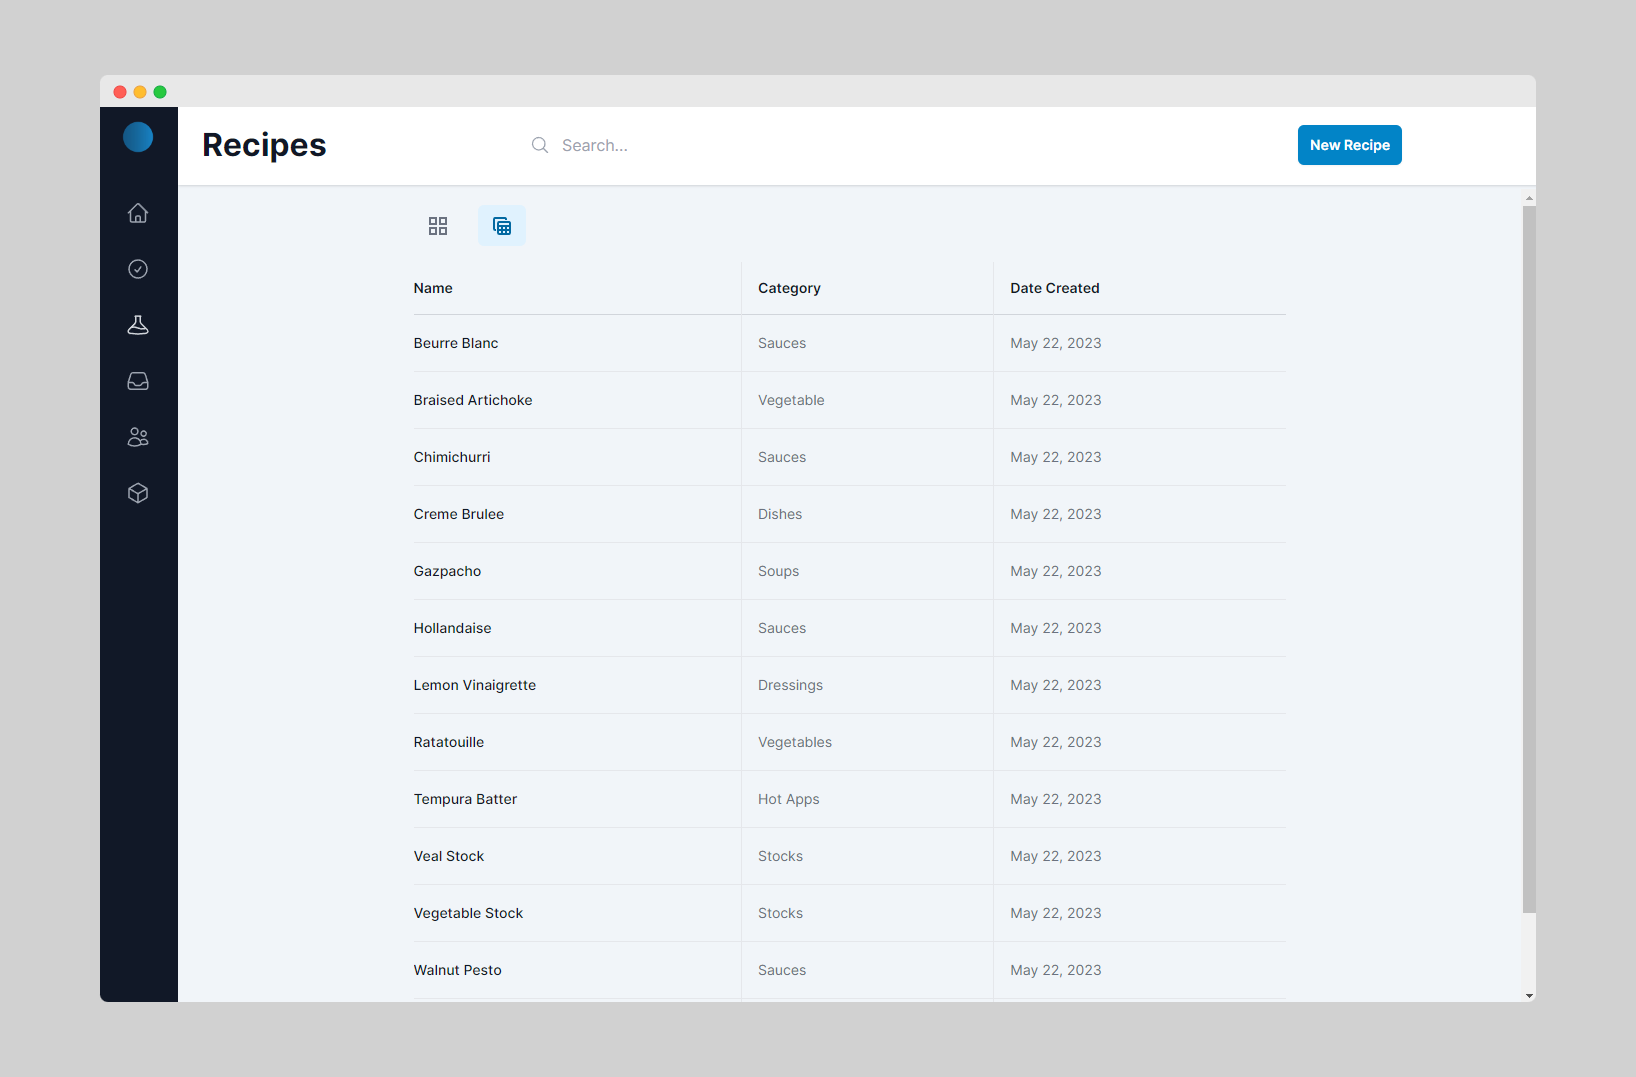 Recipes
Search...
New Recipe
Name Category Date Created
Beurre Blanc Sauces May 22, 2023
Braised Artichoke Vegetable May 22, 2023
Chimichurri Sauces May 22, 2023
Creme Brulee Dishes May 22, 2023
Gazpacho Soups May 22, 2023
Hollandaise Sauces May 22, 2023
Lemon Vinaigrette Dressings May 22, 2023
Ratatouille Vegetables May 22, 2023
Tempura Batter Hot Apps May 22, 2023
Veal Stock Stocks May 22, 2023
Vegetable Stock Stocks May 22, 2023
Walnut Pesto Sauces May 22, 2023